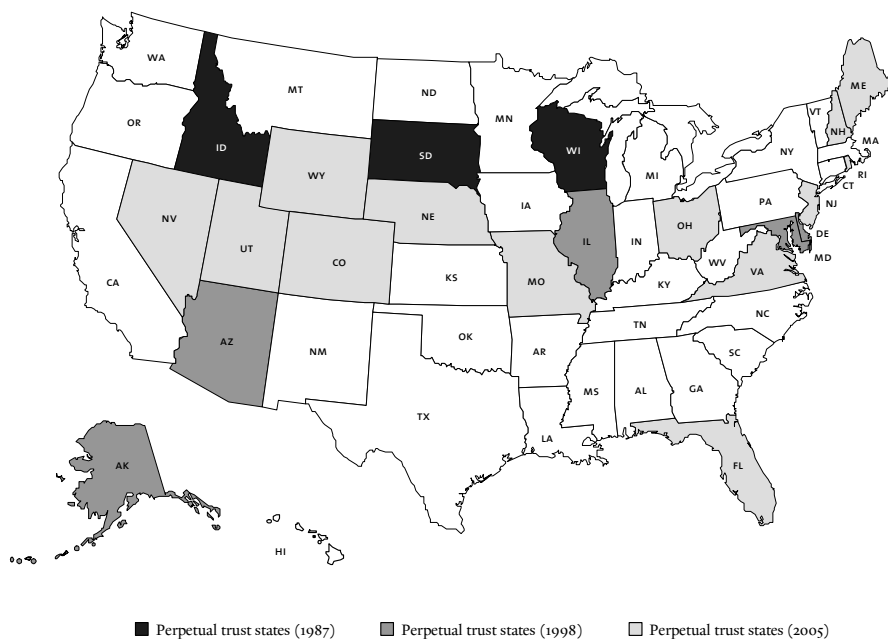 WA
MT
ND
MN
OR
ID
SD
WI
WY
MI
NY
VT
NH
ME
MA
RI
CT
NJ
PA
IA
NE
NV
UT
CO
IL
IN
OH
DE
MD
WV
VA
KY
MO
KS
CA
NC
TN
OK
AR
AZ
NM
SC
MS
AL
GA
TX
LA
FL
AK
HI
Perpetual trust states (1987)
Perpetual trust states (1998)
Perpetual trust states (2005)